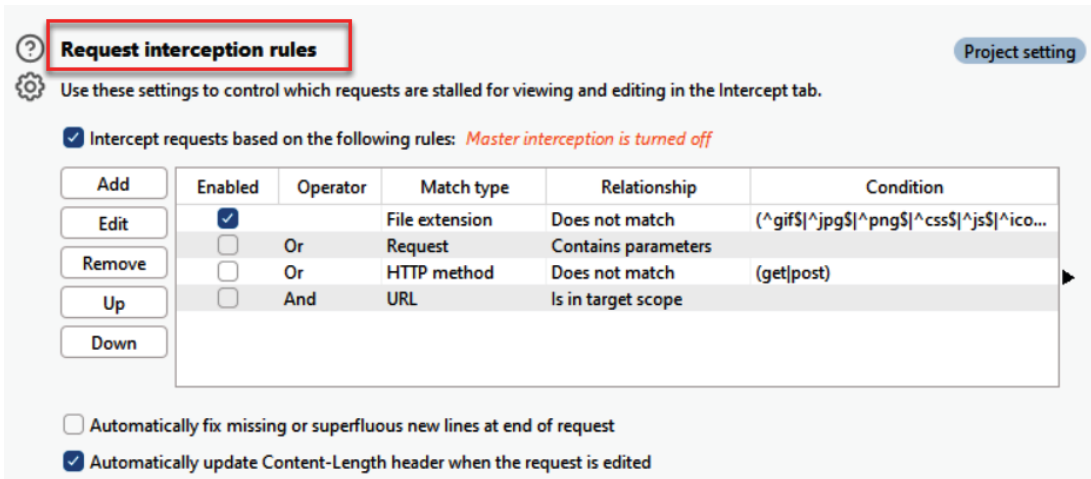 Request interception rules
Project setting
Use these settings to control which requests are stalled for viewing and editing in the Intercept tab.
Intercept requests based on the following rules: Master interception is turned off
Add
Edit
Remove
Up
Down
Enabled Operator Match type Relationship Condition
File extension Does not match (^gif$|^jpg$|^png$|^css$|^js$|^ico...
Or Request Contains parameters
Or HTTP method Does not match (get|post)
And URL Is in target scope
Automatically fix missing or superfluous new lines at end of request
Automatically update Content-Length header when the request is edited